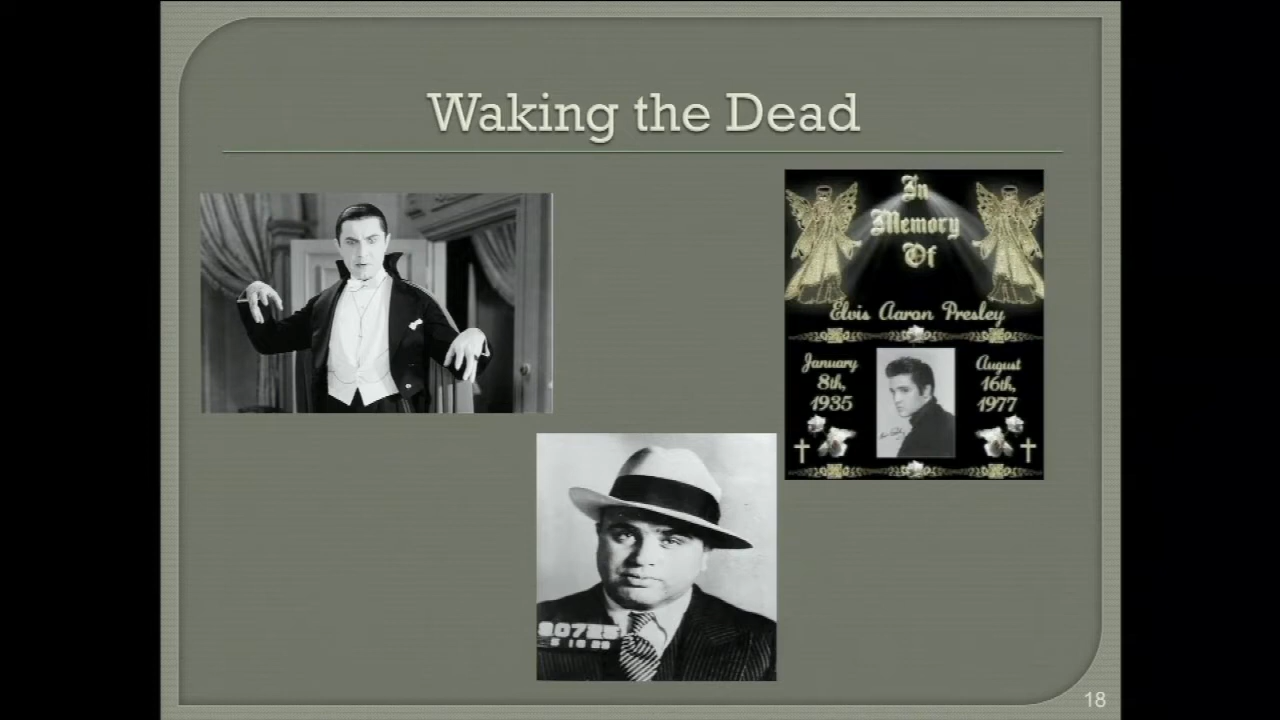 Waking the Dead
In
Memory
Of
Elvis Aaron Presley
January
8th,
1935
August
16th,
1977
18